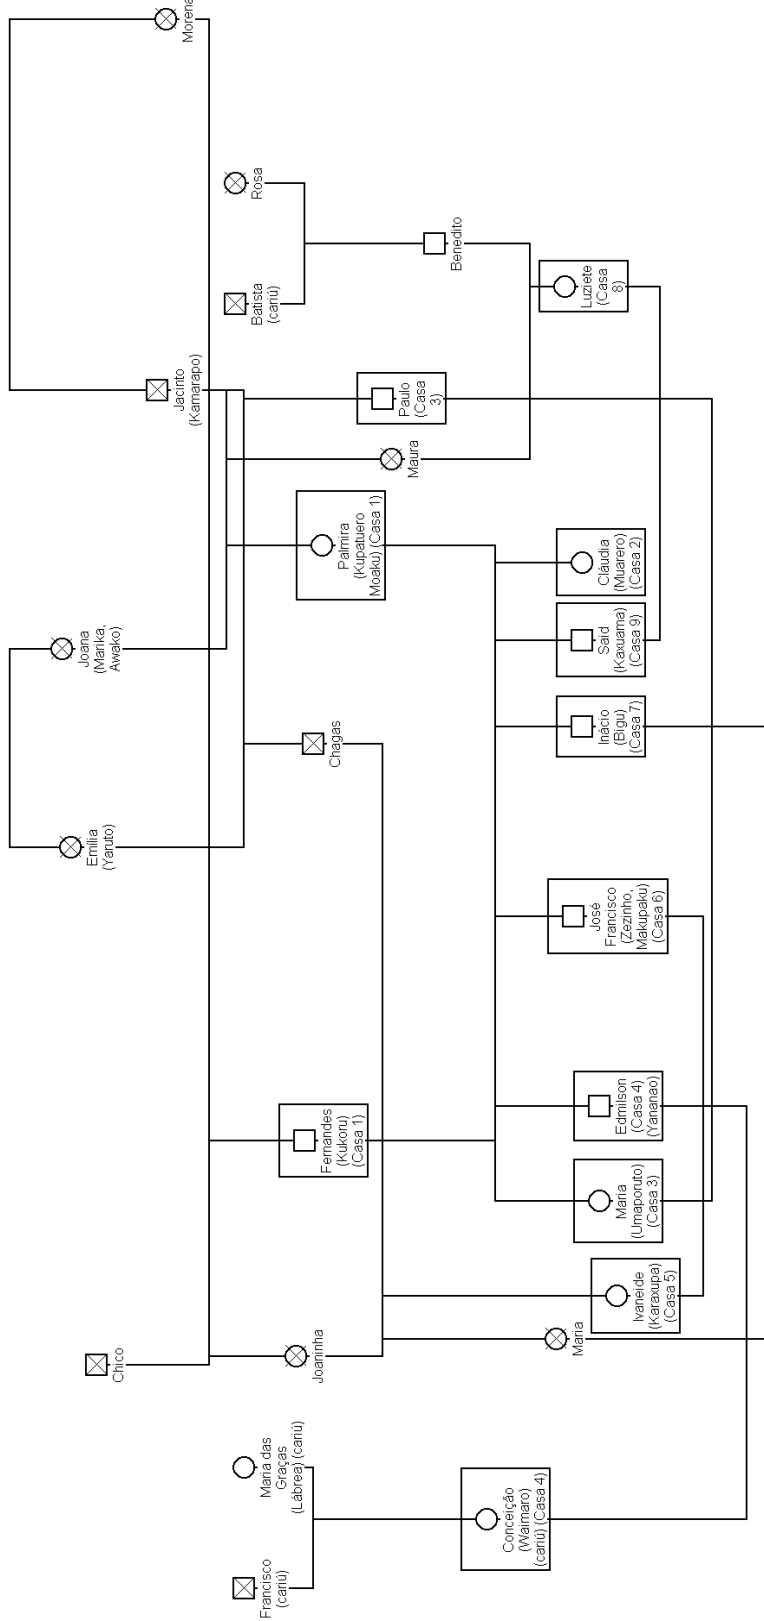 Morena
Rosa
Batista
(cariú)
Benedito
Luziete
(Casa
8)
Jacinto
(Kamarapo)
Paulo
(Casa
3)
Maura
Palmira
(Kupatuero
Moaku) (Casa 1)
Cláudia
(Muarero)
(Casa 2)
Joana
(Marika,
Awako)
Said
(Kaxuama)
(Casa 9)
Inácio
(Bigu)
(Casa 7)
Chagas
Emília
(Yaruto)
José
Francisco
(Zezinho,
Makupaku)
(Casa 6)
Fernandes
(Kukoru)
(Casa 1)
Edmilson
(Casa 4)
(Yananao)
Maria
(Umaporuto)
(Casa 3)
Ivaneide
(Karaxupa)
(Casa 5)
Maria
Joaninha
Chico
Maria das
Graças
(Lábrea) (cariú)
Conceição
(Waimaro)
(cariú) (Casa 4)
Francisco
(cariú)